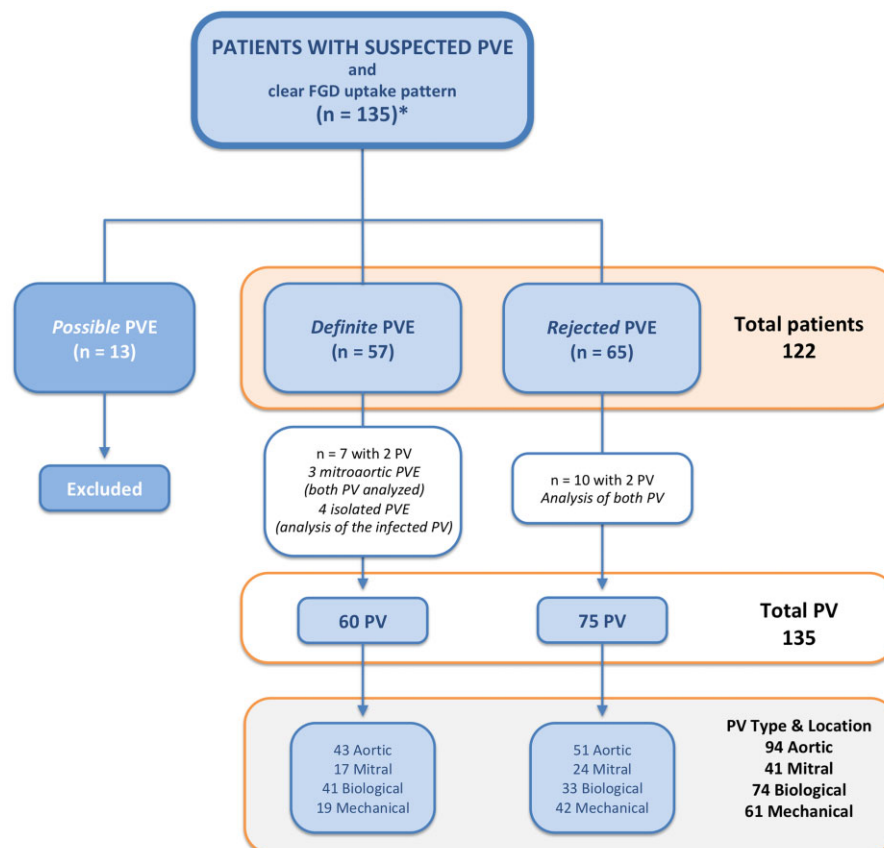 PATIENTS WITH SUSPECTED PVE
and
clear FGD uptake pattern
(n = 135)*
Possible PVE
(n = 13)
Definite PVE
(n = 57)
Rejected PVE
(n = 65)
Total patients
122
Excluded
n = 7 with 2 PV
3 mitroaortic PVE
(both PV analyzed)
4 isolated PVE
(analysis of the infected PV)
n = 10 with 2 PV
Analysis of both PV
60 PV
75 PV
Total PV
135
43 Aortic
17 Mitral
41 Biological
19 Mechanical
51 Aortic
24 Mitral
33 Biological
42 Mechanical
PV Type & Location
94 Aortic
41 Mitral
74 Biological
61 Mechanical